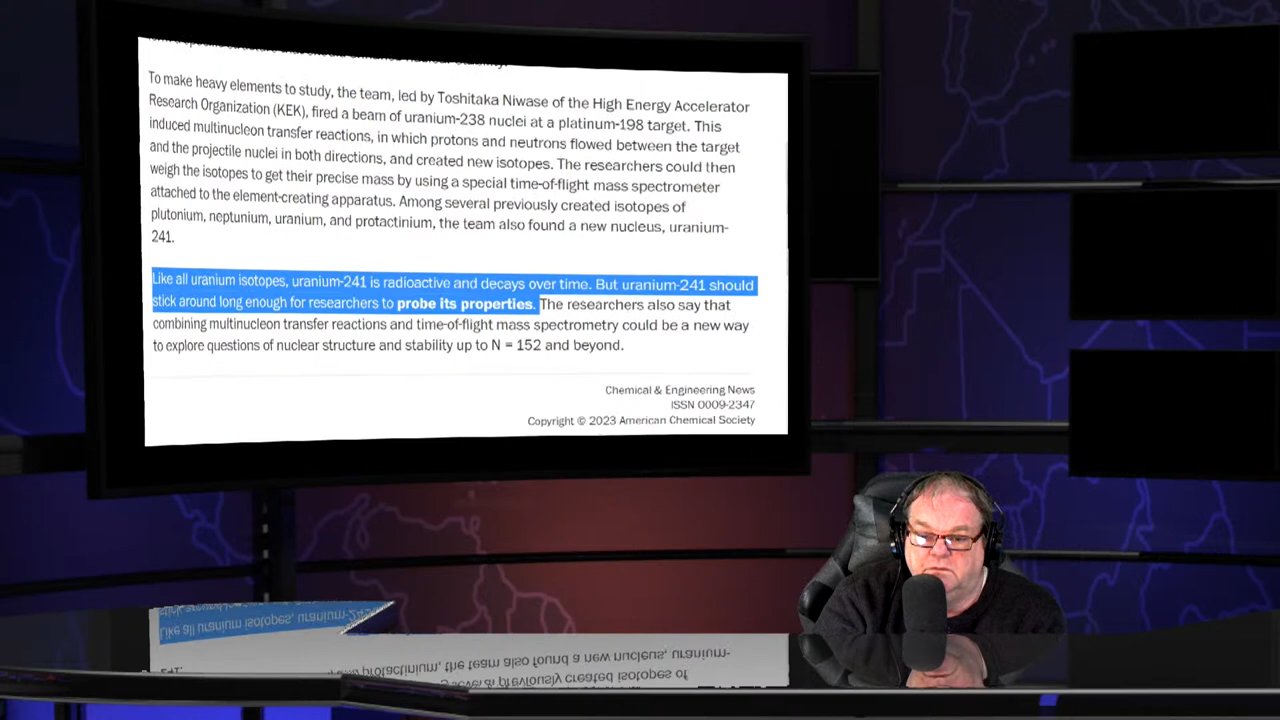 To make heavy elements to study, the team, led by Toshitaka Niwase of the High Energy Accelerator
Research Organization (KEK), fired a beam of uranium-238 nuclei at a platinum-198 target. This
induced multinucleon transfer reactions, in which protons and neutrons flowed between the target
and the projectile nuclei in both directions, and created new isotopes. The researchers could then
weigh the isotopes to get their precise mass by using a special time-of-flight mass spectrometer
attached to the element-creating apparatus. Among several previously created isotopes of
plutonium, neptunium, uranium, and protactinium, the team also found a new nucleus, uranium-
241.
Like all uranium isotopes, uranium-241 is radioactive and decays over time. But uranium-241 should
stick around long enough for researchers to probe its properties. The researchers also say that
combining multinucleon transfer reactions and time-of-flight mass spectrometry could be a new way
to explore questions of nuclear structure and stability up to N = 152 and beyond.
Chemical & Engineering News
ISSN 0009-2347
Copyright © 2023 American Chemical Society